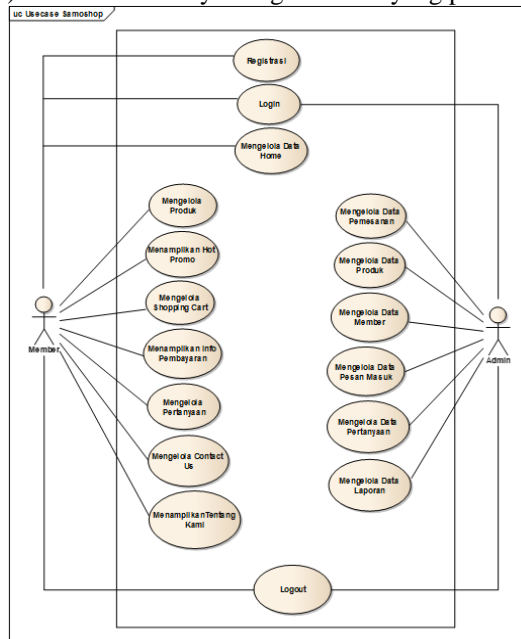 uc Usecase Samoshop
Registrasi
Login
Mengelola Data
Home
Mengelola
Produk
Menampilkan Hot
Promo
Mengelola
Shopping Cart
Menampilkan Info
Pembayaran
Mengelola
Pertanyaan
Mengelola Contact
Us
MenampilkanTentang
Kami
Member
Mengelola Data
Pemesanan
Mengelola Data
Produk
Mengelola Data
Member
Mengelola Data
Pesan Masuk
Mengelola Data
Pertanyaan
Mengelola Data
Laporan
Admin
Logout